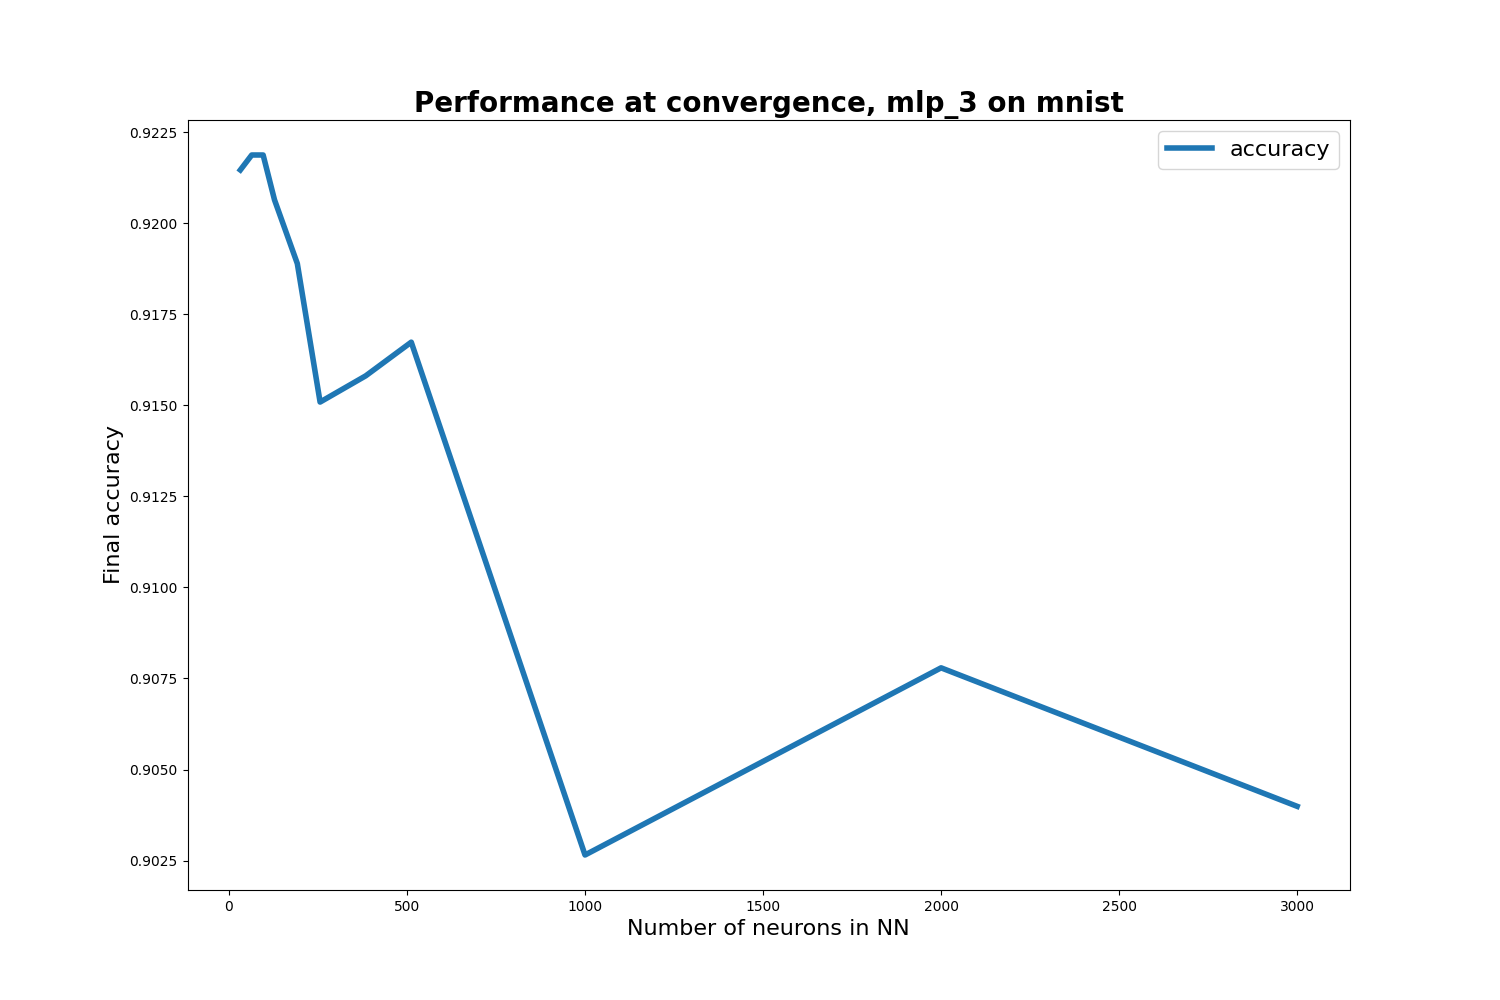 Performance at convergence, mlp_3 on mnist
accuracy
Final accuracy
0.9225
0.9200
0.9175
0.9150
0.9125
0.9100
0.9075
0.9050
0.9025
0 500 1000 1500 2000 2500 3000
Number of neurons in NN